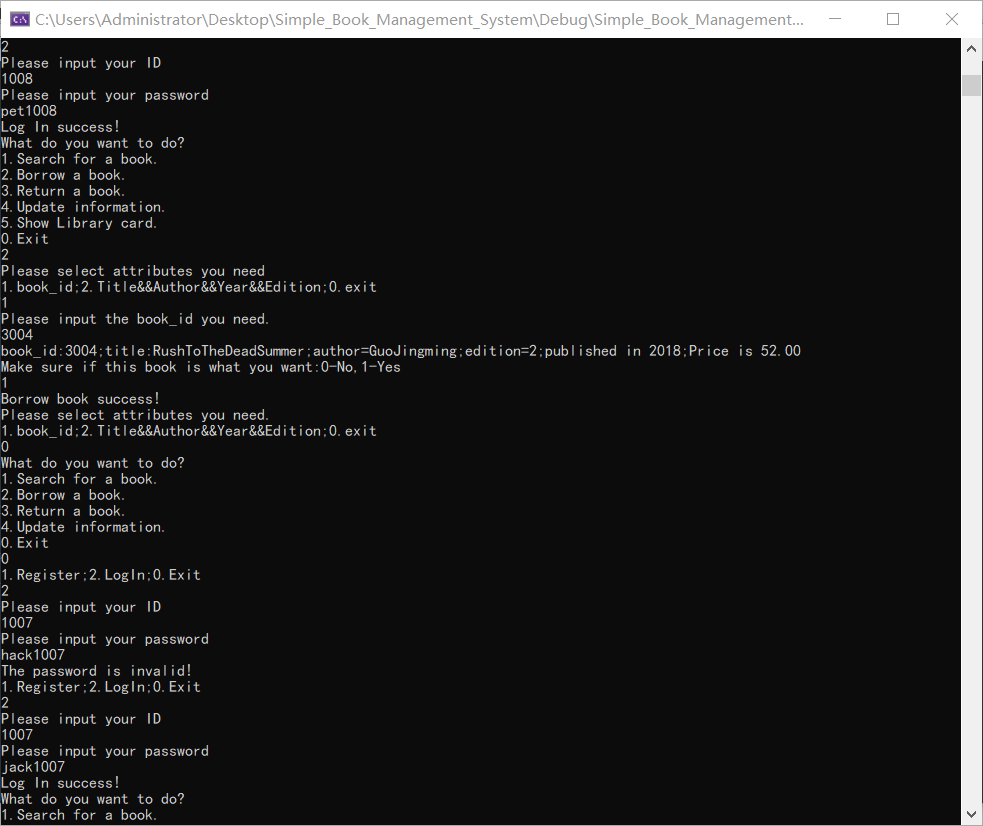 C:\Users\Administrator\Desktop\Simple_Book_Management_System\Debug\Simple_Book_Management...
2
Please input your ID
1008
Please input your password
pet1008
Log In success!
What do you want to do?
1.Search for a book.
2.Borrow a book.
3.Return a book.
4.Update information.
5.Show Library card.
0.Exit
2
Please select attributes you need
1.book_id;2.Title&&Author&&Year&&Edition;0.exit
1
Please input the book_id you need.
3004
book_id:3004;title:RushToTheDeadSummer;author=GuoJingming;edition=2;published in 2018;Price is 52.00
Make sure if this book is what you want:0-No,1-Yes
1
Borrow book success!
Please select attributes you need.
1.book_id;2.Title&&Author&&Year&&Edition;0.exit
0
What do you want to do?
1.Search for a book.
2.Borrow a book.
3.Return a book.
4.Update information.
0.Exit
0
1.Register;2.LogIn;0.Exit
2
Please input your ID
1007
Please input your password
hack1007
The password is invalid!
1.Register;2.LogIn;0.Exit
2
Please input your ID
1007
Please input your password
jack1007
Log In success!
What do you want to do?
1.Search for a book.